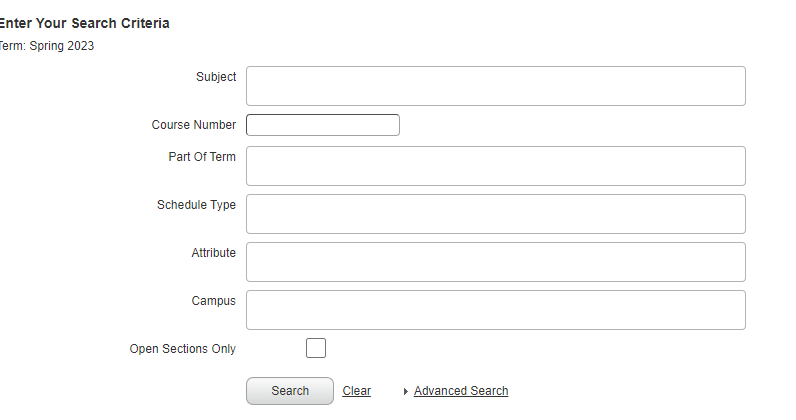 Enter Your Search Criteria
Term: Spring 2023
Subject
Course Number
Part Of Term
Schedule Type
Attribute
Campus
Open Sections Only
Search Clear Advanced Search